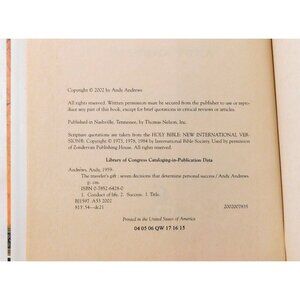 Copyright © 2002 by Andy Andrews
All rights reserved. Written permission must be secured from the publisher to use or repro-
duce any part of this book, except for brief quotations in critical reviews or articles.
Published in Nashville, Tennessee, by Thomas Nelson, Inc.
Scripture quotations are taken from the HOLY BIBLE: NEW INTERNATIONAL VER-
SION®. Copyright © 1973, 1978, 1984 by International Bible Society. Used by permission
of Zondervan Publishing House. All rights reserved.
Library of Congress Cataloging-in-Publication Data
Andrews, Andy, 1959-
The traveler's gift : seven decisions that determine personal success / Andy Andrews
p. cm.
ISBN 0-7852-6428-0
1. Conduct of life. 2. Success. I. Title.
BJ1597 .A53 2002
813'.54—dc21 2002007835
Printed in the United States of America
04 05 06 QW 17 16 15